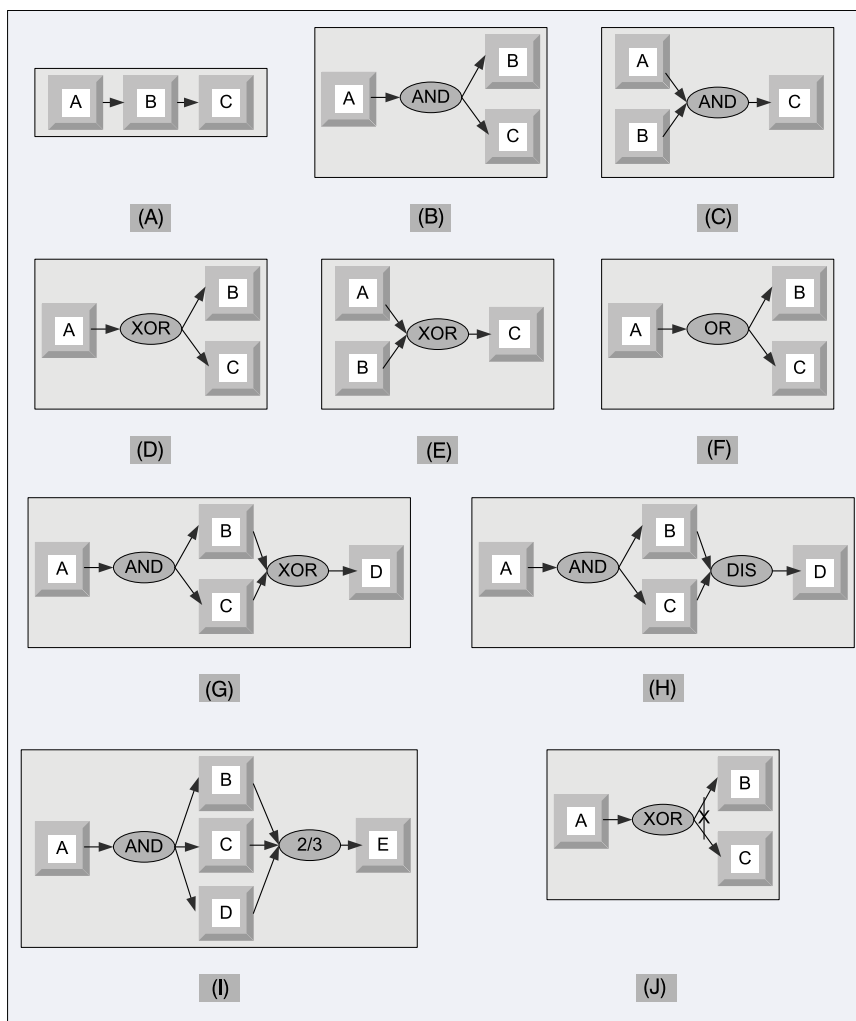 A B C
(A)
A AND B C
(B)
A B AND C
(C)
A XOR B C
(D)
A B XOR C
(E)
A OR B C
(F)
A AND B C XOR D
(G)
A AND B C DIS D
(H)
A AND B C D 2/3 E
(I)
A XOR X B C
(J)